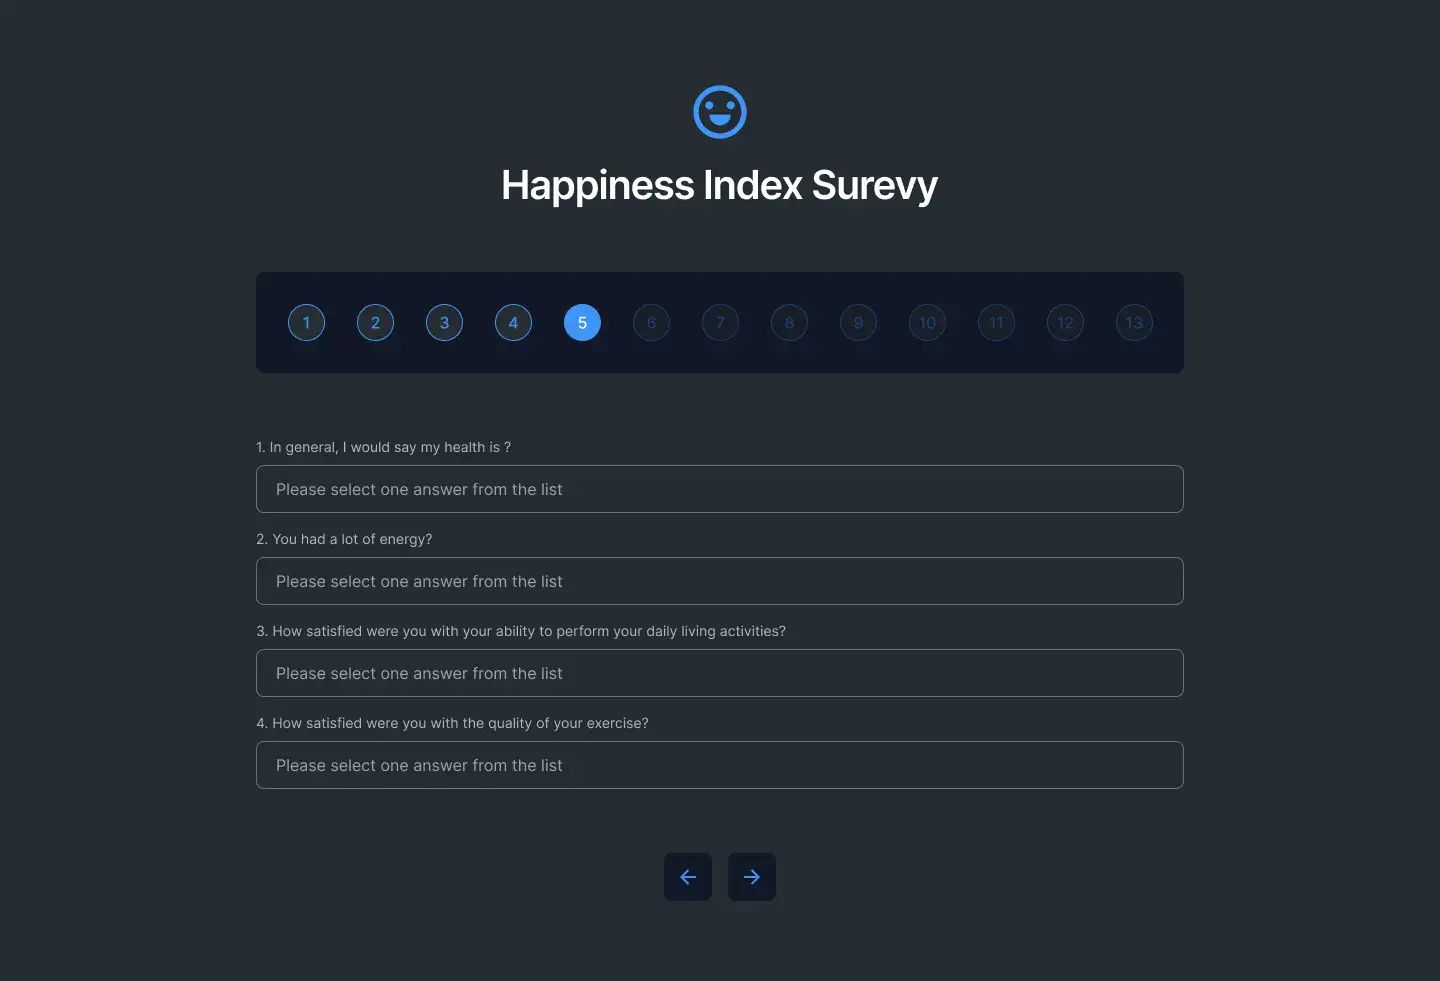 Happiness Index Surevy
1 2 3 4 5 6 7 8 9 10 11 12 13
1. In general, I would say my health is ?
Please select one answer from the list
2. You had a lot of energy?
Please select one answer from the list
3. How satisfied were you with your ability to perform your daily living activities?
Please select one answer from the list
4. How satisfied were you with the quality of your exercise?
Please select one answer from the list